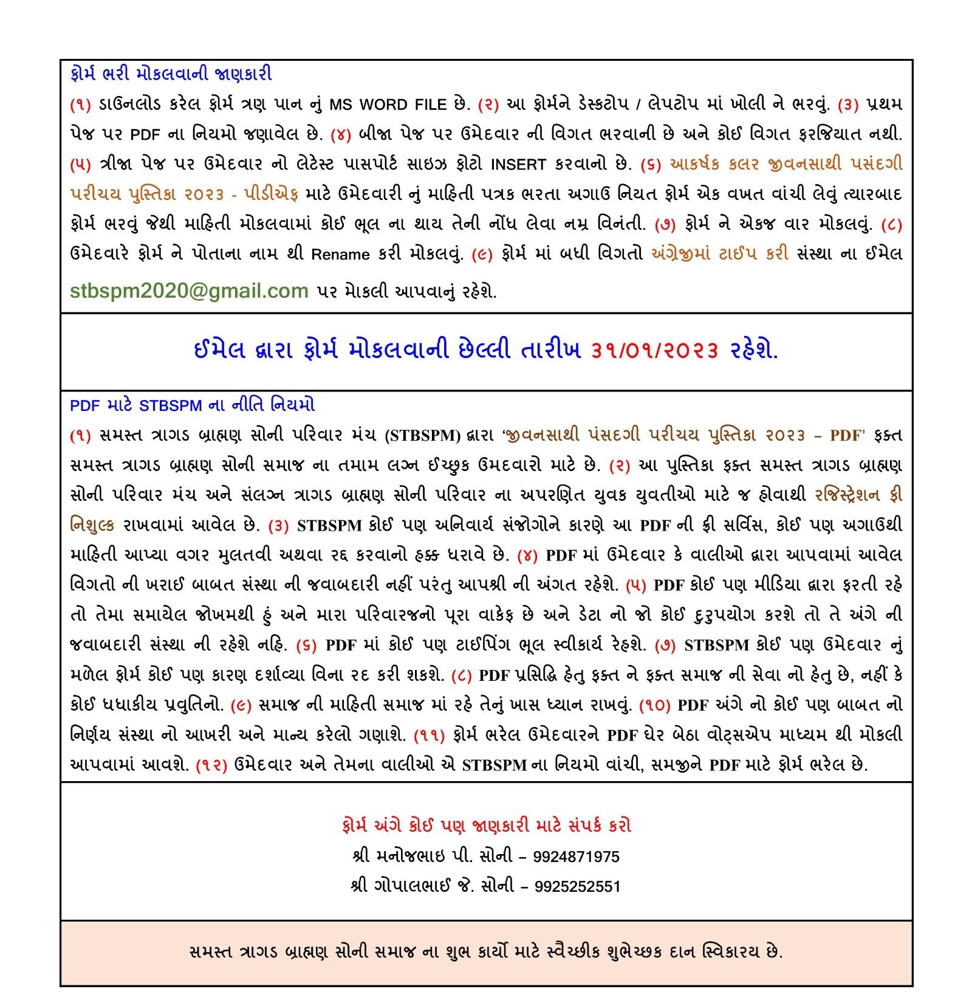 ફોર્મ ભરી મોકલવાની જાણકારી
(૧) ડાઉનલોડ કરેલ ફોર્મ ત્રણ પાન નું MS WORD FILE છે. (૨) આ ફોર્મને ડેસ્કટોપ / લેપટોપ માં ખોલી ને ભરવું. (૩) પ્રથમ
પેજ પર PDF ના નિયમો જણાવેલ છે. (૪) બીજા પેજ પર ઉમેદવાર ની વિગત ભરવાની છે અને કોઈ વિગત ફરજિયાત નથી.
(૫) ત્રીજા પેજ પર ઉમેદવાર નો લેટેસ્ટ પાસપોર્ટ સાઇઝ ફોટો INSERT કરવાનો છે. (૬) આકર્ષક કલર જીવનસાથી પસંદગી
પરીચય પુસ્તિકા ૨૦૨૩ - પીડીએફ માટે ઉમેદવારી નું માહિતી પત્રક ભરતા અગાઉ નિયત ફોર્મ એક વખત વાંચી લેવું ત્યારબાદ
ફોર્મ ભરવું જેથી માહિતી મોકલવામાં કોઈ ભૂલ ના થાય તેની નોંધ લેવા નમ્ર વિનંતી. (૭) ફોર્મ ને એકજ વાર મોકલવું. (૮)
ઉમેદવારે ફોર્મ ને પોતાના નામ થી Rename કરી મોકલવું. (૯) ફોર્મ માં બધી વિગતો અંગ્રેજીમાં ટાઈપ કરી સંસ્થા ના ઈમેલ
stbspm2020@gmail.com પર મેાકલી આપવાનું રહેશે.
ઈમેલ દ્વારા ફોર્મ મોકલવાની છેલ્લી તારીખ ૩૧/૦૧/૨૦૨૩ રહેશે.
PDF માટે STBSPM ના નીતિ નિયમો
(૧) સમસ્ત ત્રાગડ બ્રાહ્મણ સોની પરિવાર મંચ (STBSPM) દ્વારા ‘જીવનસાથી પંસદગી પરીચય પુસ્તિકા ૨૦૨૩ – PDF’ ફક્ત
સમસ્ત ત્રાગડ બ્રાહ્મણ સોની સમાજ ના તમામ લગ્ન ઈચ્છુક ઉમદવારો માટે છે. (૨) આ પુસ્તિકા ફક્ત સમસ્ત ત્રાગડ બ્રાહ્મણ
સોની પરિવાર મંચ અને સંલગ્ન ત્રાગડ બ્રાહ્મણ સોની પરિવાર ના અપરણિત યુવક યુવતીઓ માટે જ હોવાથી રજિસ્ટ્રેશન ફી
નિશુલ્ક રાખવામાં આવેલ છે. (૩) STBSPM કોઈ પણ અનિવાર્ય સંજોગોને કારણે આ PDF ની ફ્રી સર્વિસ, કોઈ પણ અગાઉથી
માહિતી આપ્યા વગર મુલતવી અથવા રદ્દ કરવાનો હક્ક ધરાવે છે. (૪) PDF માં ઉમેદવાર કે વાલીઓ દ્વારા આપવામાં આવેલ
વિગતો ની ખરાઈ બાબત સંસ્થા ની જવાબદારી નહીં પરંતુ આપશ્રી ની અંગત રહેશે. (૫) PDF કોઈ પણ મીડિયા દ્વારા ફરતી રહે
તો તેમા સમાયેલ જોખમથી હું અને મારા પરિવારજનો પૂરા વાકેફ છે અને ડેટા નો જો કોઈ દુરુપયોગ કરશે તો તે અંગે ની
જવાબદારી સંસ્થા ની રહેશે નહિ. (૬) PDF માં કોઈ પણ ટાઈપિંગ ભૂલ સ્વીકાર્ય રેહશે. (૭) STBSPM કોઈ પણ ઉમેદવાર નું
મળેલ ફોર્મ કોઈ પણ કારણ દર્શાવ્યા વિના રદ કરી શકશે. (૮) PDF પ્રસિદ્ધિ હેતુ ફક્ત ને ફક્ત સમાજ ની સેવા નો હેતુ છે, નહીં કે
કોઈ ધધાકીય પ્રવુતિનો. (૯) સમાજ ની માહિતી સમાજ માં રહે તેનું ખાસ ધ્યાન રાખવું. (૧૦) PDF અંગે નો કોઈ પણ બાબત નો
નિર્ણય સંસ્થા નો આખરી અને માન્ય કરેલો ગણાશે. (૧૧) ફોર્મ ભરેલ ઉમેદવારને PDF ઘેર બેઠા વોટ્સએપ માધ્યમ થી મોકલી
આપવામાં આવશે. (૧૨) ઉમેદવાર અને તેમના વાલીઓ એ STBSPM ના નિયમો વાંચી, સમજીને PDF માટે ફોર્મ ભરેલ છે.
ફોર્મ અંગે કોઈ પણ જાણકારી માટે સંપર્ક કરો
શ્રી મનોજભાઇ પી. સોની – 9924871975
શ્રી ગોપાલભાઈ જે. સોની – 9925252551
સમસ્ત ત્રાગડ બ્રાહ્મણ સોની સમાજ ના શુભ કાર્યો માટે સ્વૈચ્છીક શુભેચ્છક દાન સ્વિકારય છે.